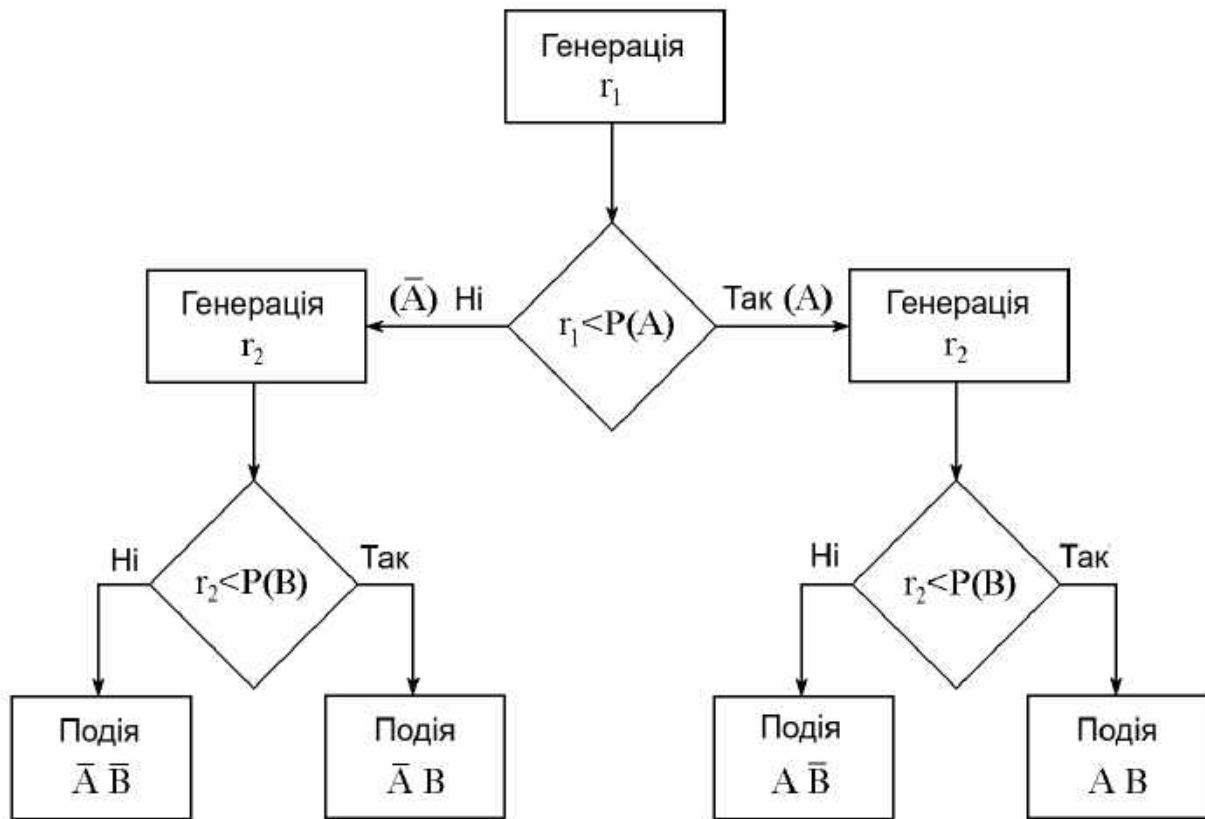 Генерація
r₁
(A̅) Ні
r₁<P(A)
Так (A)
Генерація
r₂
Генерація
r₂
Ні
r₂<P(B)
Так
Ні
r₂<P(B)
Так
Подія
A̅ B̅
Подія
A̅ B
Подія
A B̅
Подія
A B